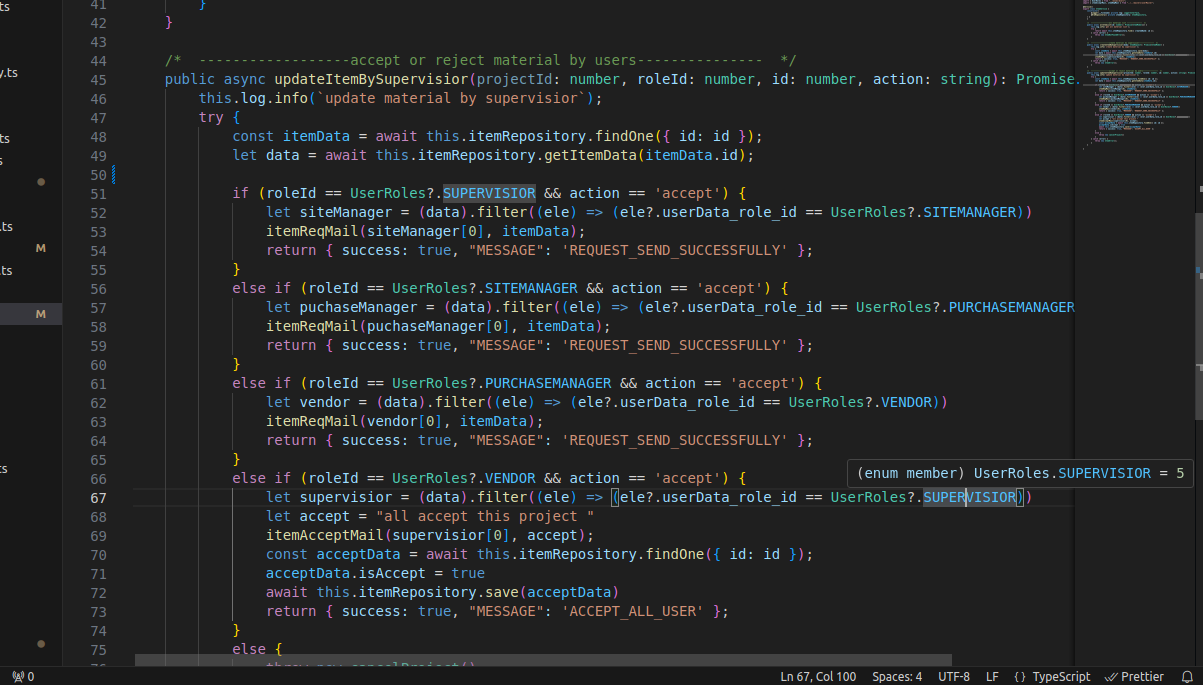 ts
y.ts
ts
s
.ts
M
.ts
M
ts
41 }
42 }
43
44 /* ------------------accept or reject material by users--------------- */
45 public async updateItemBySupervisior(projectId: number, roleId: number, id: number, action: string): Promise
46 this.log.info(`update material by supervisior`);
47 try {
48 const itemData = await this.itemRepository.findOne({ id: id });
49 let data = await this.itemRepository.getItemData(itemData.id);
50
51 if (roleId == UserRoles?.SUPERVISIOR && action == 'accept') {
52 let siteManager = (data).filter((ele) => (ele?.userData_role_id == UserRoles?.SITEMANAGER))
53 itemReqMail(siteManager[0], itemData);
54 return { success: true, "MESSAGE": 'REQUEST_SEND_SUCCESSFULLY' };
55 }
56 else if (roleId == UserRoles?.SITEMANAGER && action == 'accept') {
57 let puchaseManager = (data).filter((ele) => (ele?.userData_role_id == UserRoles?.PURCHASEMANAGER
58 itemReqMail(puchaseManager[0], itemData);
59 return { success: true, "MESSAGE": 'REQUEST_SEND_SUCCESSFULLY' };
60 }
61 else if (roleId == UserRoles?.PURCHASEMANAGER && action == 'accept') {
62 let vendor = (data).filter((ele) => (ele?.userData_role_id == UserRoles?.VENDOR))
63 itemReqMail(vendor[0], itemData);
64 return { success: true, "MESSAGE": 'REQUEST_SEND_SUCCESSFULLY' };
65 }
66 else if (roleId == UserRoles?.VENDOR && action == 'accept') {
(enum member) UserRoles.SUPERVISIOR = 5
67 let supervisior = (data).filter((ele) => (ele?.userData_role_id == UserRoles?.SUPERVISIOR))
68 let accept = "all accept this project "
69 itemAcceptMail(supervisior[0], accept);
70 const acceptData = await this.itemRepository.findOne({ id: id });
71 acceptData.isAccept = true
72 await this.itemRepository.save(acceptData)
73 return { success: true, "MESSAGE": 'ACCEPT_ALL_USER' };
74 }
75 else {
0 Ln 67, Col 100 Spaces: 4 UTF-8 LF {} TypeScript Prettier